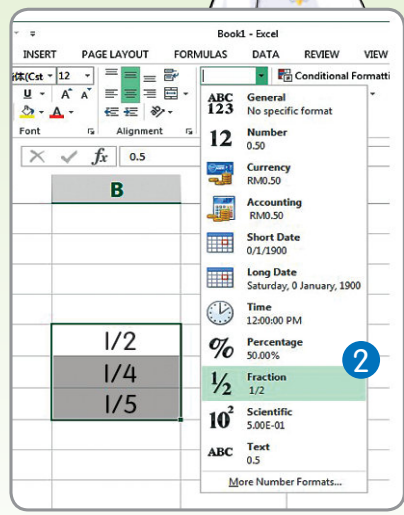 Book1 - Excel
INSERT PAGE LAYOUT FORMULAS DATA REVIEW VIEW
体(Cst 12 Conditional Formatti
U A A
A
Font Alignment
fx 0.5
B
1/2
1/4
1/5
ABC 123 General
No specific format
12 Number
0.50
Currency
RM0.50
Accounting
RM0.50
Short Date
0/1/1900
Long Date
Saturday, 0 January, 1900
Time
12:00:00 PM
% Percentage
50.00%
2
½ Fraction
1/2
10² Scientific
5.00E-01
ABC Text
0.5
More Number Formats...